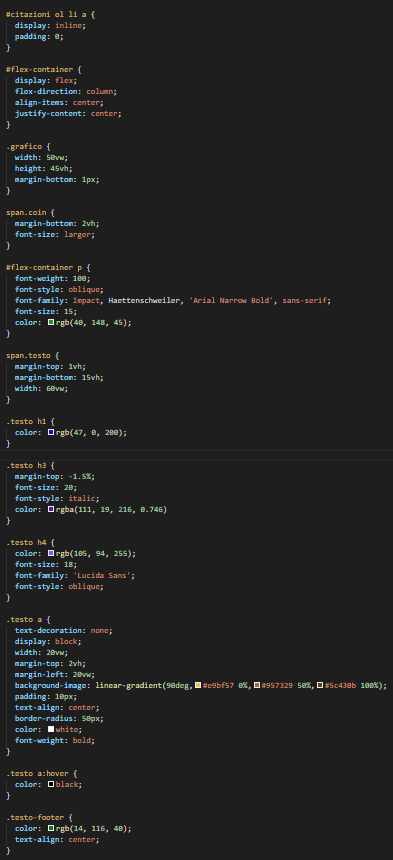 #citazioni ol li a {
display: inline;
padding: 0;
}
#flex-container {
display: flex;
flex-direction: column;
align-items: center;
justify-content: center;
}
.grafico {
width: 50vw;
height: 45vh;
margin-bottom: 1px;
}
span.coin {
margin-bottom: 2vh;
font-size: larger;
}
#flex-container p {
font-weight: 100;
font-style: oblique;
font-family: Impact, Haettenschweiler, 'Arial Narrow Bold', sans-serif;
font-size: 15;
color: rgb(40, 148, 45);
}
span.testo {
margin-top: 1vh;
margin-bottom: 15vh;
width: 60vw;
}
.testo h1 {
color: rgb(47, 0, 200);
}
.testo h3 {
margin-top: -1.5%;
font-size: 20;
font-style: italic;
color: rgba(111, 19, 216, 0.746)
}
.testo h4 {
color: rgb(105, 94, 255);
font-size: 18;
font-family: 'Lucida Sans';
font-style: oblique;
}
.testo a {
text-decoration: none;
display: block;
width: 20vw;
margin-top: 2vh;
margin-left: 20vw;
background-image: linear-gradient(90deg, #e9bf57 0%, #957329 50%, #5c430b 100%);
padding: 10px;
text-align: center;
border-radius: 50px;
color: white;
font-weight: bold;
}
.testo a:hover {
color: black;
}
.testo-footer {
color: rgb(14, 116, 40);
text-align: center;
}